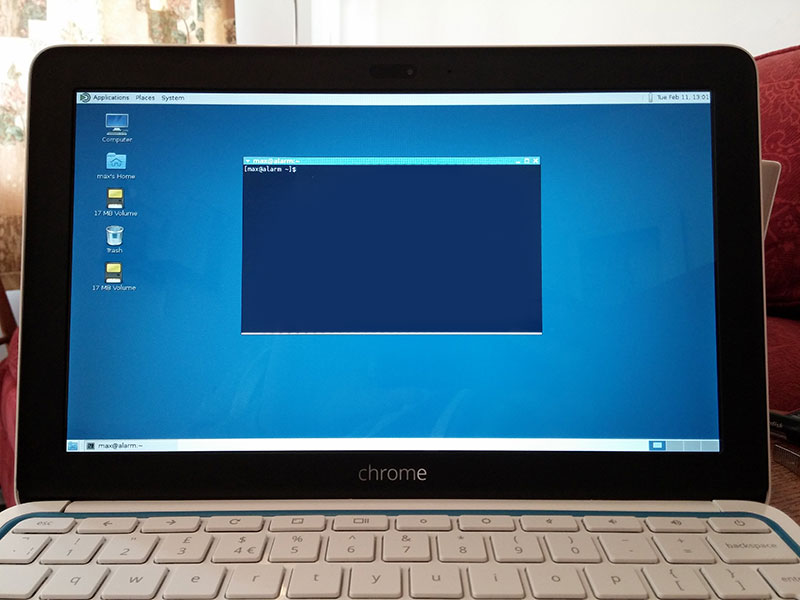 Applications Places System
Tue Feb 11, 13:01
Computer
max's Home
17 MB Volume
Trash
17 MB Volume
max@alarm:~
[max@alarm ~]$
max@alarm:~
chrome
esc
! " £ $ % ^ & * ( ) _ +
1 2 3 4 € 5 6 7 8 9 0 - = backspace
q w e r t y u i o p { }
[ ]